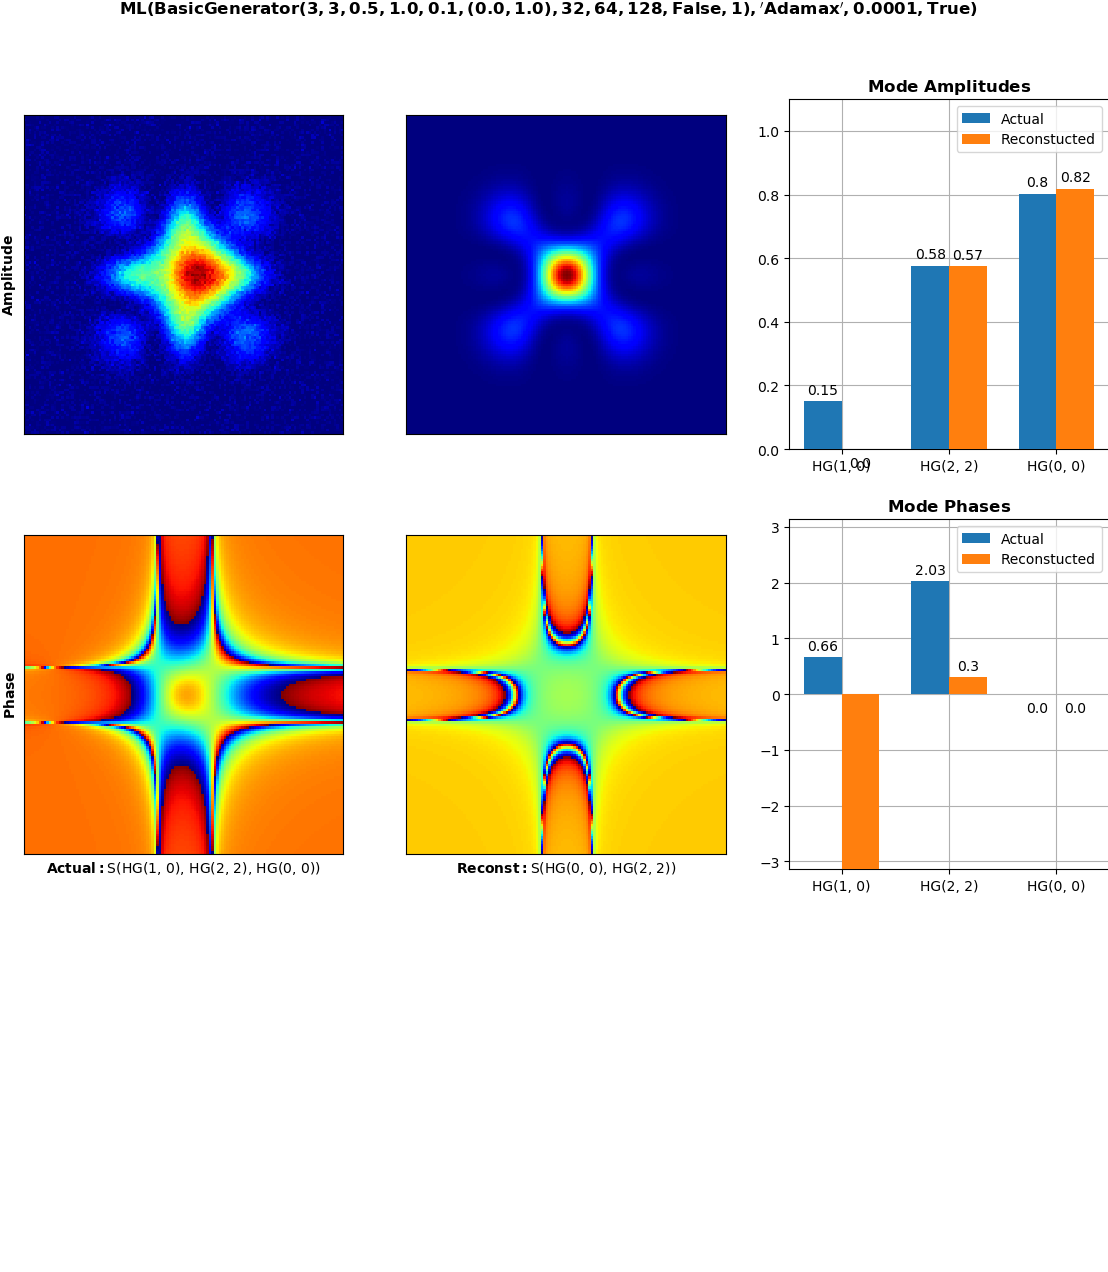 ML(BasicGenerator(3, 3, 0.5, 1.0, 0.1, (0.0, 1.0), 32, 64, 128, False, 1), ′Adamax′, 0.0001, True)
Amplitude
Mode Amplitudes
Actual
Reconstucted
1.0
0.8
0.6
0.4
0.2
0.0
0.15
0.0
0.58
0.57
0.8
0.82
HG(1, 0)
HG(2, 2)
HG(0, 0)
Phase
Actual: S(HG(1, 0), HG(2, 2), HG(0, 0))
Reconst: S(HG(0, 0), HG(2, 2))
Mode Phases
Actual
Reconstucted
3
2
1
0
−1
−2
−3
0.66
2.03
0.3
0.0
0.0
HG(1, 0)
HG(2, 2)
HG(0, 0)